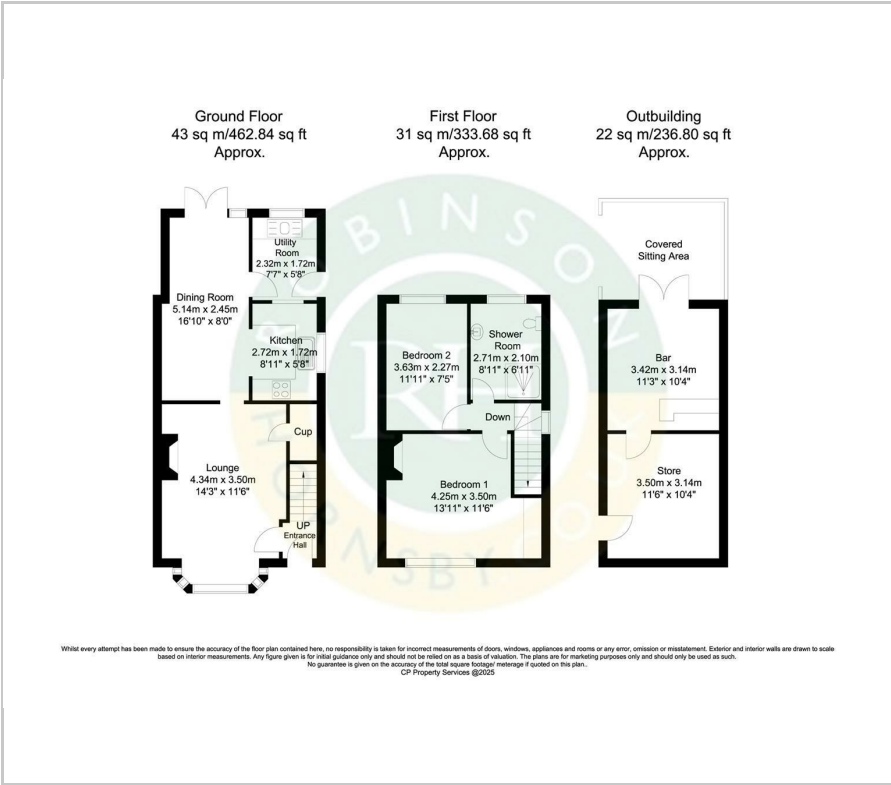 Ground Floor
43 sq m/462.84 sq ft
Approx.
First Floor
31 sq m/333.68 sq ft
Approx.
Outbuilding
22 sq m/236.80 sq ft
Approx.
Utility
Room
2.32m x 1.72m
7'7" x 5'8"
Dining Room
5.14m x 2.45m
16'10" x 8'0"
Kitchen
2.72m x 1.72m
8'11" x 5'8"
Cup
Lounge
4.34m x 3.50m
14'3" x 11'6"
UP
Entrance
Hall
Bedroom 2
3.63m x 2.27m
11'11" x 7'5"
Shower
Room
2.71m x 2.10m
8'11" x 6'11"
Down
Bedroom 1
4.25m x 3.50m
13'11" x 11'6"
Covered
Sitting Area
Bar
3.42m x 3.14m
11'3" x 10'4"
Store
3.50m x 3.14m
11'6" x 10'4"
ROBINSON
RH
HORNSBY
Whilst every attempt has been made to ensure the accuracy of the floor plan contained here, no responsibility is taken for incorrect measurements of doors, windows, appliances and rooms or any error, omission or misstatement. Exterior and interior walls are drawn to scale
based on interior measurements. Any figure given is for initial guidance only and should not be relied on as a basis of valuation. The plans are for marketing purposes only and should only be used as such.
No guarantee is given on the accuracy of the total square footage/ meterage if quoted on this plan..
CP Property Services @2025